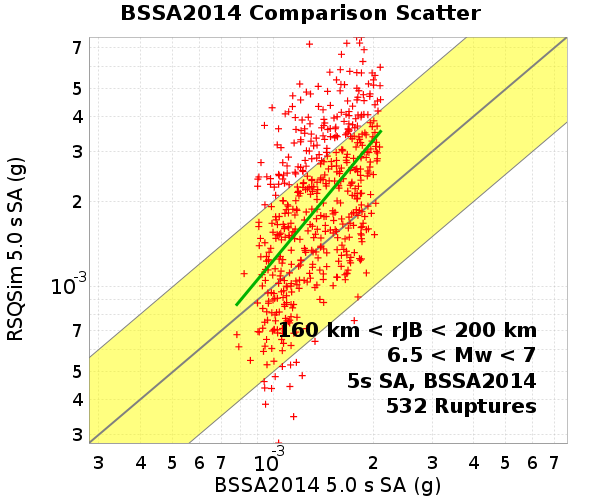 BSSA2014 Comparison Scatter
RSQSim 5.0 s SA (g)
7
5
4
3
2
10-3
7
5
4
3
160 km < rJB < 200 km
6.5 < Mw < 7
5s SA, BSSA2014
532 Ruptures
3 4 5 6 7 10-3 2 3 4 5 6 7
BSSA2014 5.0 s SA (g)